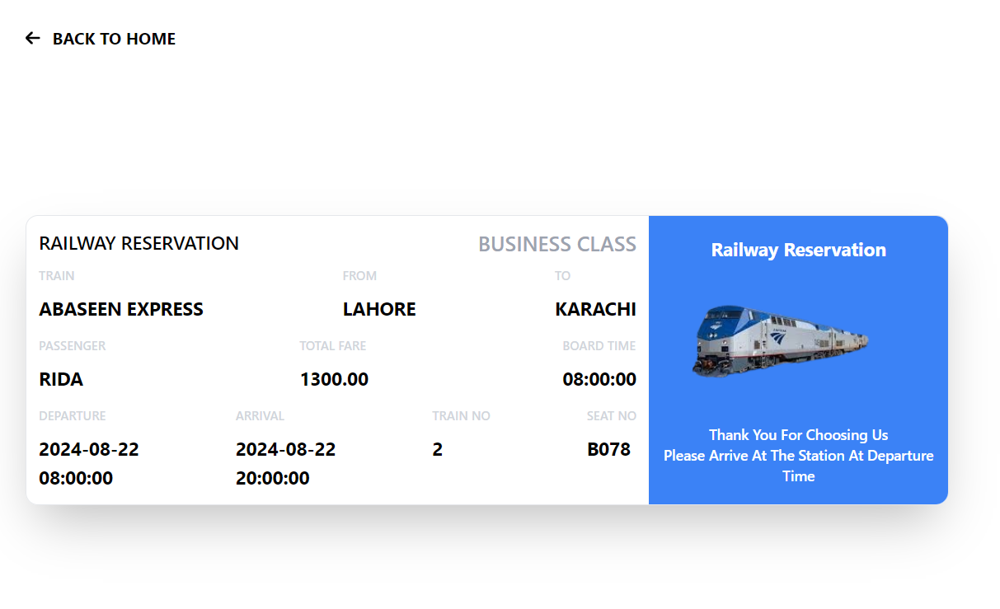 BACK TO HOME
RAILWAY RESERVATION
BUSINESS CLASS
TRAIN
FROM
TO
ABASEEN EXPRESS
LAHORE
KARACHI
PASSENGER
TOTAL FARE
BOARD TIME
RIDA
1300.00
08:00:00
DEPARTURE
ARRIVAL
TRAIN NO
SEAT NO
2024-08-22
08:00:00
2024-08-22
20:00:00
2
B078
Railway Reservation
Thank You For Choosing Us
Please Arrive At The Station At Departure
Time